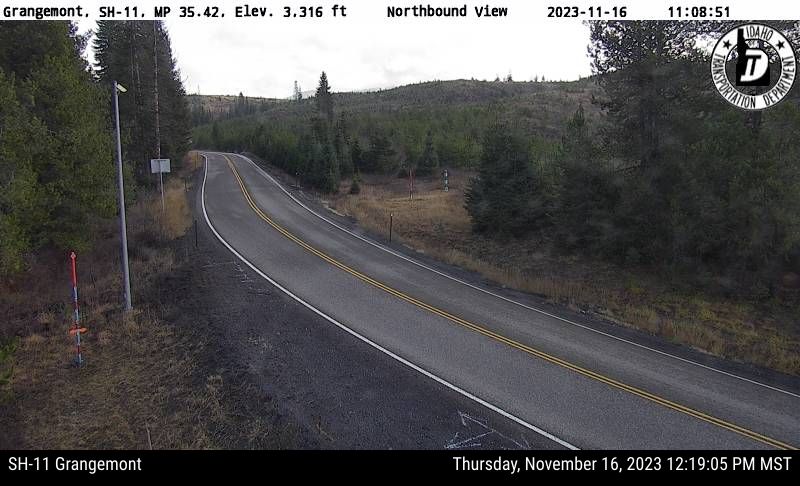 Grangemont, SH-11, MP 35.42, Elev. 3,316 ft Northbound View 2023-11-16 11:08:51
IDAHO
TRANSPORTATION DEPARTMENT
SH-11 Grangemont Thursday, November 16, 2023 12:19:05 PM MST